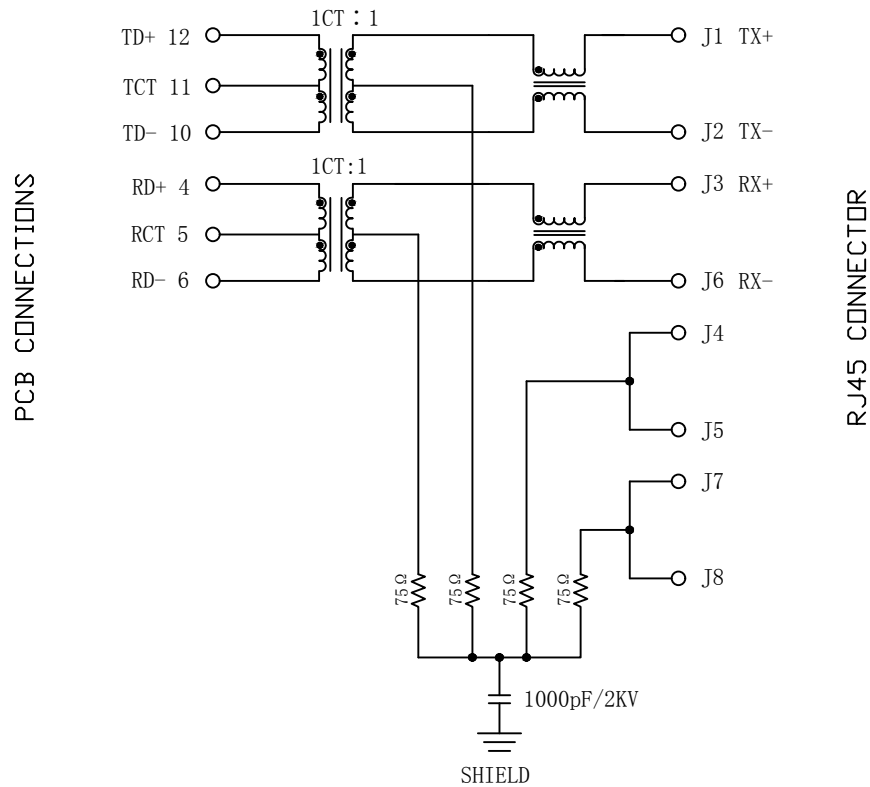 1CT : 1
TD+ 12
TCT 11
TD- 10
J1 TX+
J2 TX-
1CT:1
RD+ 4
RCT 5
RD- 6
J3 RX+
J6 RX-
PCB CONNECTIONS
RJ45 CONNECTOR
J4
J5
J7
J8
75Ω
75Ω
75Ω
75Ω
1000pF/2KV
SHIELD